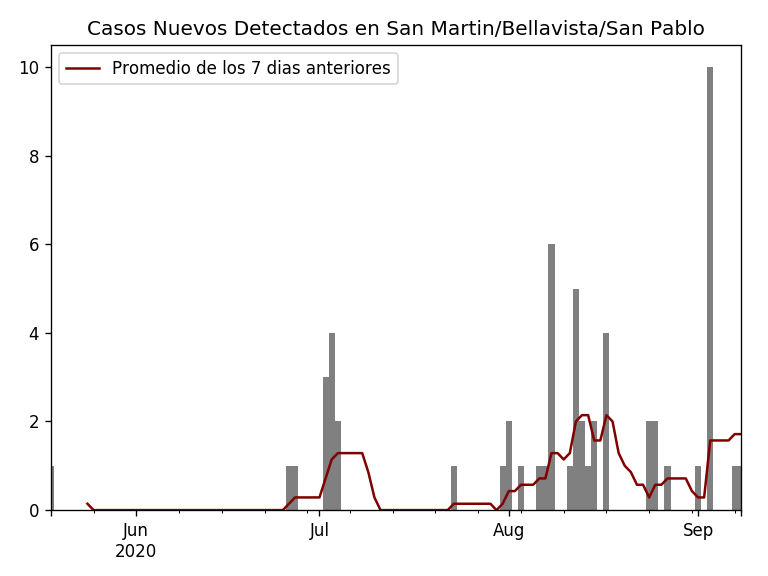 Casos Nuevos Detectados en San Martin/Bellavista/San Pablo
Promedio de los 7 dias anteriores
10
8
6
4
2
0
Jun
2020
Jul
Aug
Sep